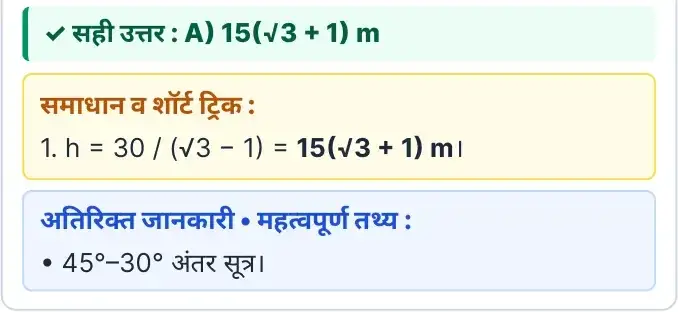 ✓ सही उत्तर : A) 15(√3 + 1) m
समाधान व शॉर्ट ट्रिक :
1. h = 30 / (√3 − 1) = 15(√3 + 1) m।
अतिरिक्त जानकारी • महत्वपूर्ण तथ्य :
• 45°–30° अंतर सूत्र।